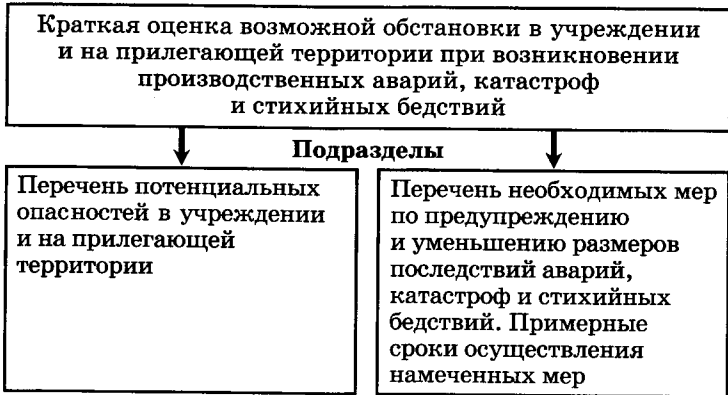 Краткая оценка возможной обстановки в учреждении
и на прилегающей территории при возникновении
производственных аварий, катастроф
и стихийных бедствий
Подразделы
Перечень потенциальных
опасностей в учреждении
и на прилегающей
территории
Перечень необходимых мер
по предупреждению
и уменьшению размеров
последствий аварий,
катастроф и стихийных
бедствий. Примерные
сроки осуществления
намеченных мер